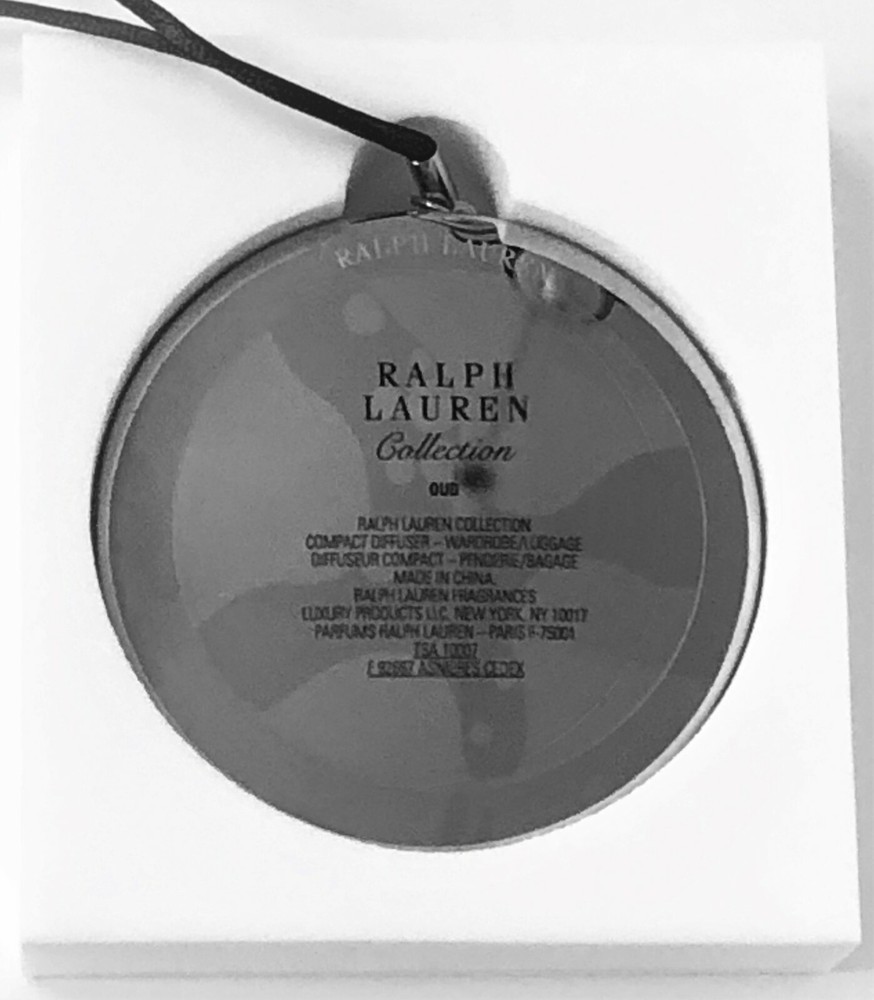 RALPH LAUREN
RALPH
LAUREN
Collection
OUD
RALPH LAUREN COLLECTION
COMPACT DIFFUSER – WARDROBE/LUGGAGE
DIFFUSEUR COMPACT – PENDERIE/BAGAGE
MADE IN CHINA.
RALPH LAUREN FRAGRANCES
LUXURY PRODUCTS LLC, NEW YORK, NY 10017
PARFUMS RALPH LAUREN – PARIS F-75001
TSA 10007
F 92667 ASNIERES CEDEX